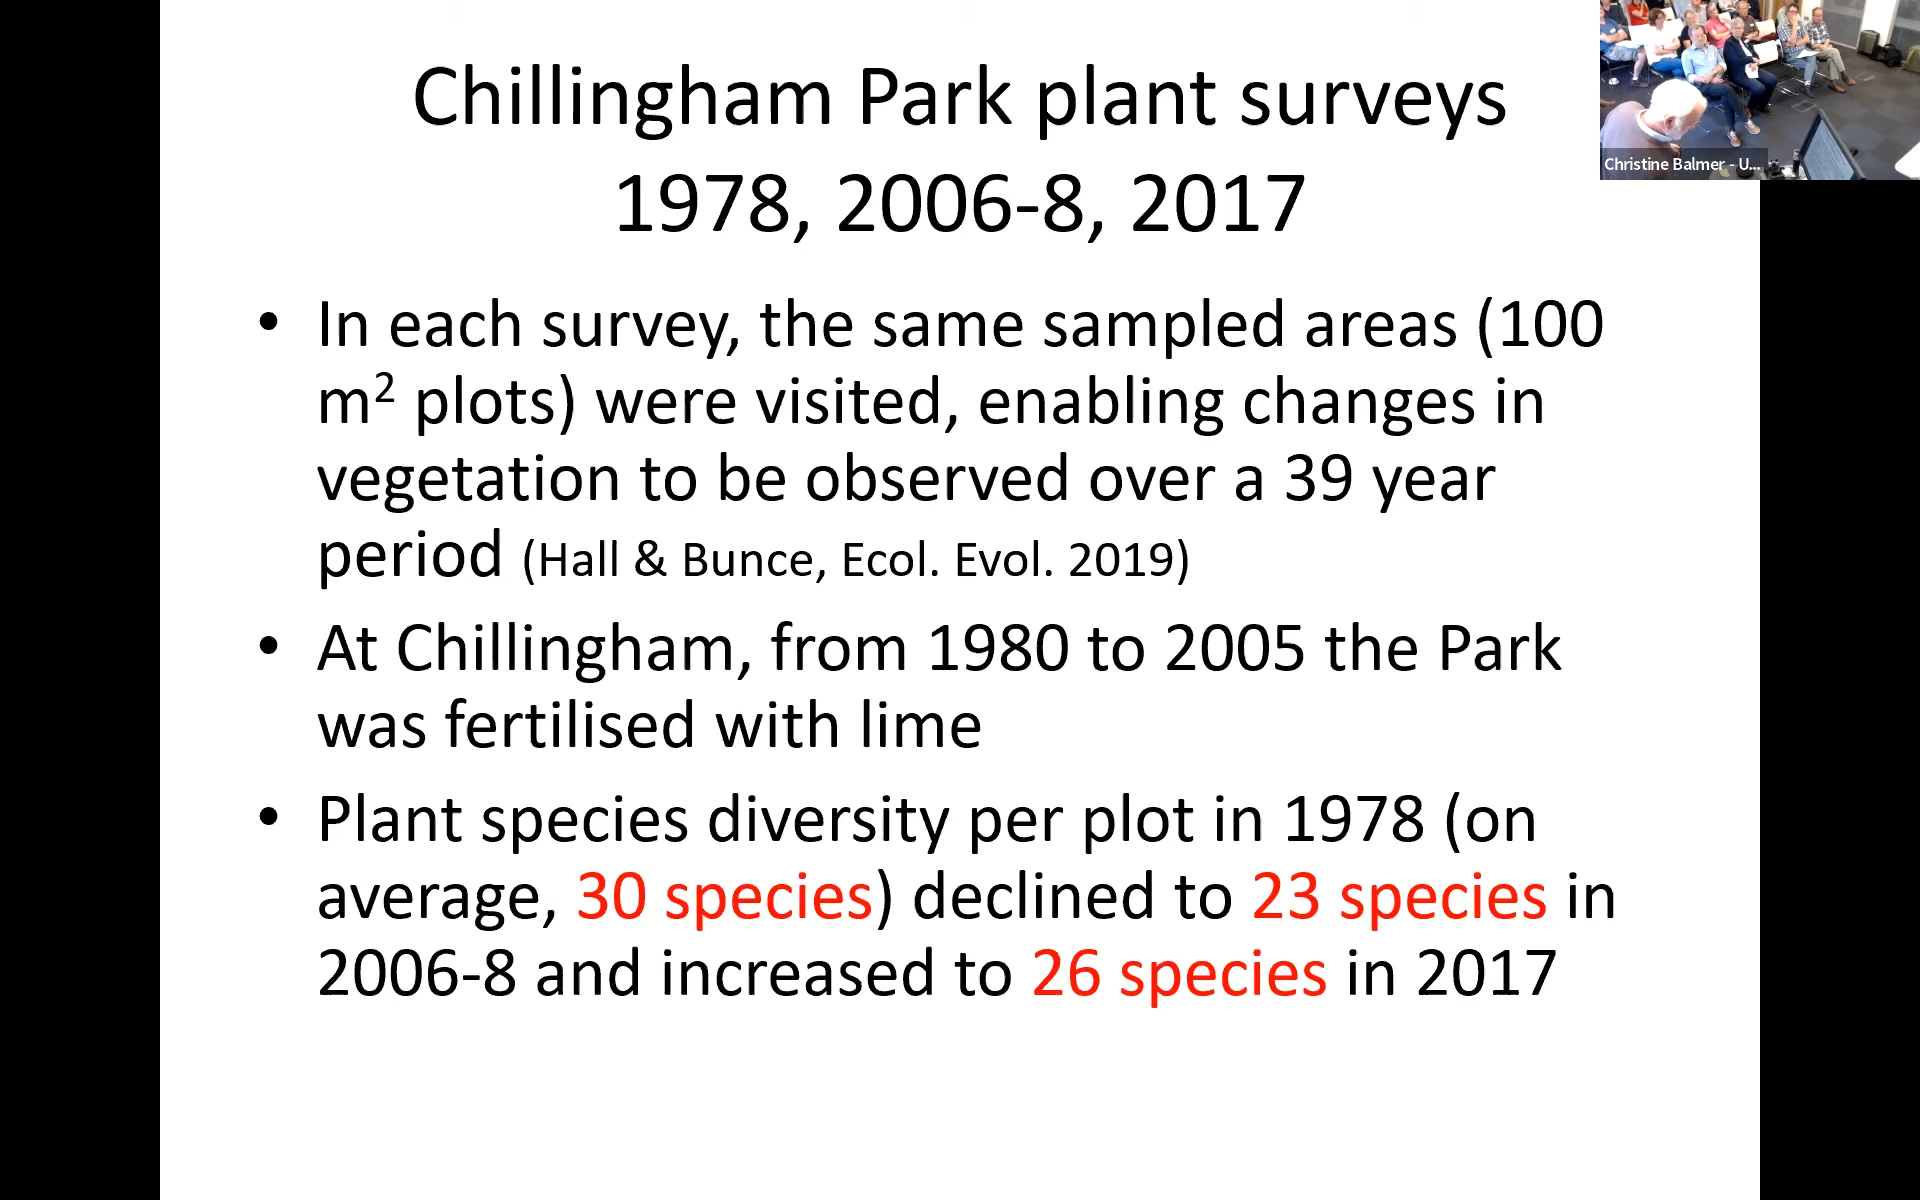 Chillingham Park plant surveys
1978, 2006-8, 2017
• In each survey, the same sampled areas (100
m² plots) were visited, enabling changes in
vegetation to be observed over a 39 year
period (Hall & Bunce, Ecol. Evol. 2019)
• At Chillingham, from 1980 to 2005 the Park
was fertilised with lime
• Plant species diversity per plot in 1978 (on
average, 30 species) declined to 23 species in
2006-8 and increased to 26 species in 2017
Christine Balmer - U...